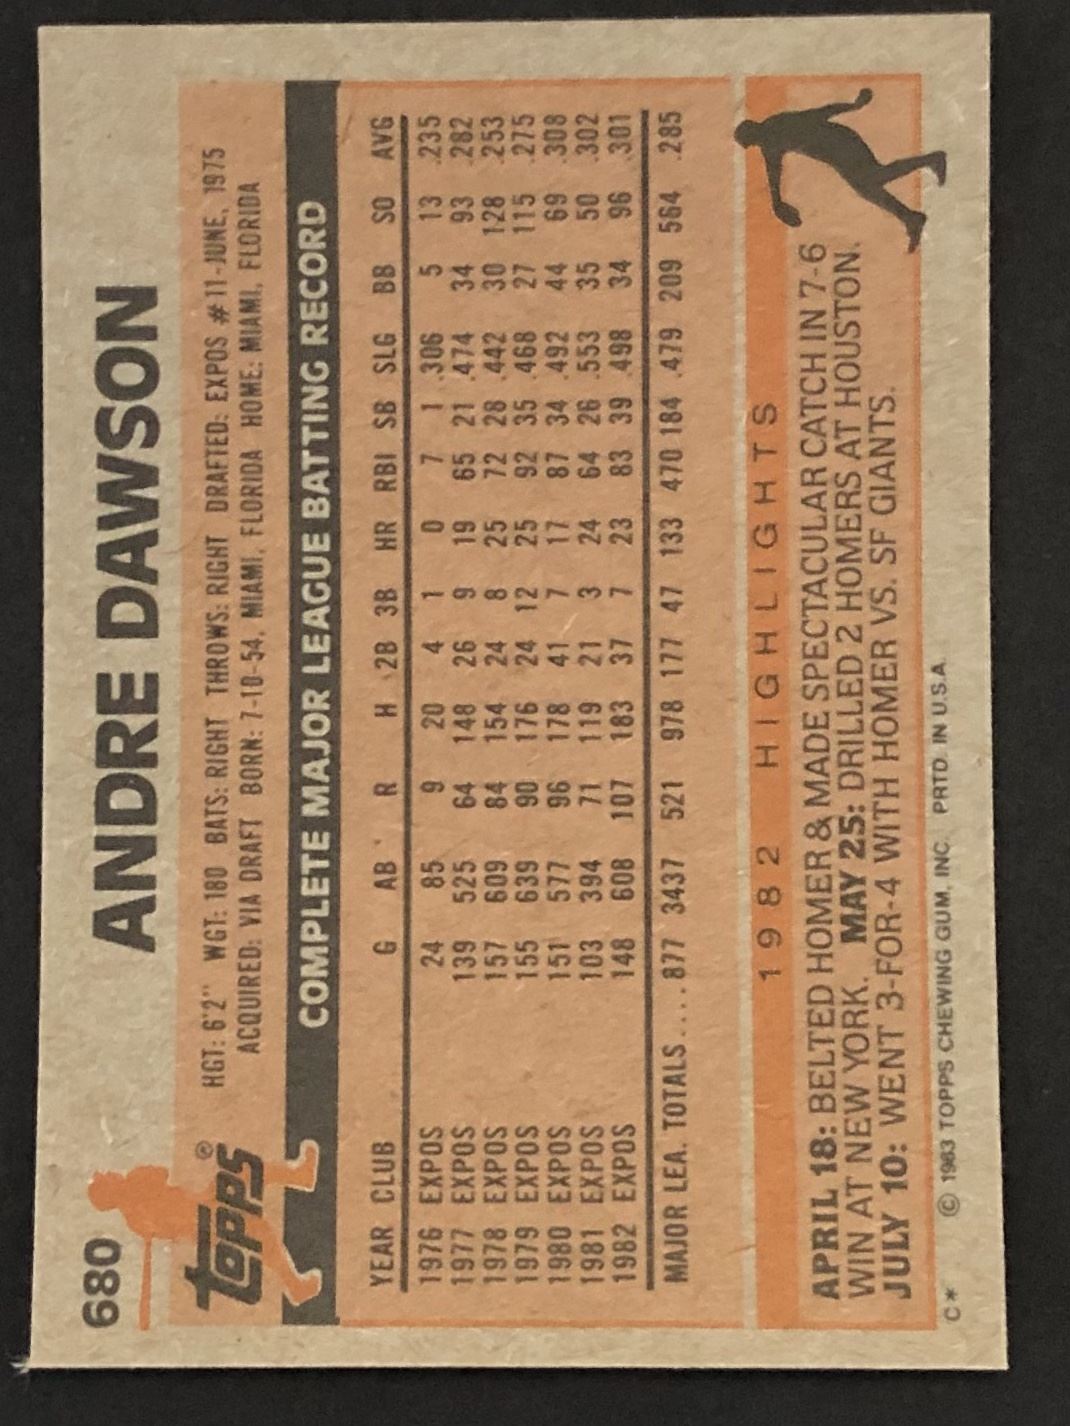 680
ANDRE DAWSON
topps®
HGT: 6'2" WGT: 180 BATS: RIGHT THROWS: RIGHT DRAFTED: EXPOS #11-JUNE, 1975
ACQUIRED: VIA DRAFT BORN: 7-10-54, MIAMI, FLORIDA HOME: MIAMI, FLORIDA
COMPLETE MAJOR LEAGUE BATTING RECORD
YEAR CLUB G AB R H 2B 3B HR RBI SB SLG BB SO AVG
1976 EXPOS 24 85 9 20 4 1 0 7 1 .306 5 13 .235
1977 EXPOS 139 525 64 148 26 9 19 65 21 .474 34 93 .282
1978 EXPOS 157 609 84 154 24 8 25 72 28 .442 30 128 .253
1979 EXPOS 155 639 90 176 24 12 25 92 35 .468 27 115 .275
1980 EXPOS 151 577 96 178 41 7 17 87 34 .492 44 69 .308
1981 EXPOS 103 394 71 119 21 3 24 64 26 .553 35 50 .302
1982 EXPOS 148 608 107 183 37 7 23 83 39 .498 34 96 .301
MAJOR LEA. TOTALS .... 877 3437 521 978 177 47 133 470 184 .479 209 564 .285
1982 HIGHLIGHTS
APRIL 18: BELTED HOMER & MADE SPECTACULAR CATCH IN 7-6
WIN AT NEW YORK. MAY 25: DRILLED 2 HOMERS AT HOUSTON.
JULY 10: WENT 3-FOR-4 WITH HOMER VS. SF GIANTS.
C* © 1983 TOPPS CHEWING GUM, INC. PRTD. IN U.S.A.